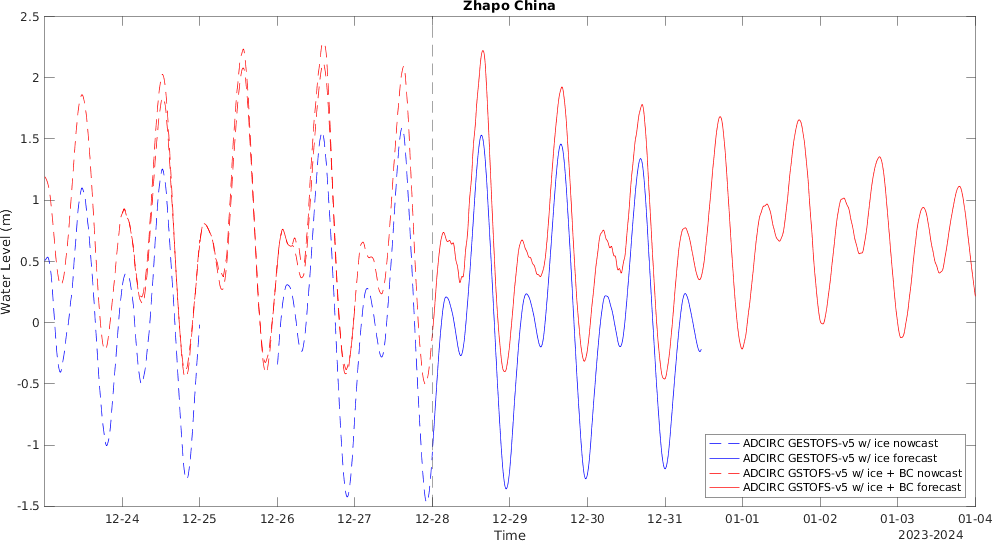 Zhapo China
2.5
2
1.5
1
0.5
0
-0.5
-1
-1.5
Water Level (m)
12-24 12-25 12-26 12-27 12-28 12-29 12-30 12-31 01-01 01-02 01-03 01-04
Time
2023-2024
ADCIRC GESTOFS-v5 w/ ice nowcast
ADCIRC GESTOFS-v5 w/ ice forecast
ADCIRC GSTOFS-v5 w/ ice + BC nowcast
ADCIRC GSTOFS-v5 w/ ice + BC forecast